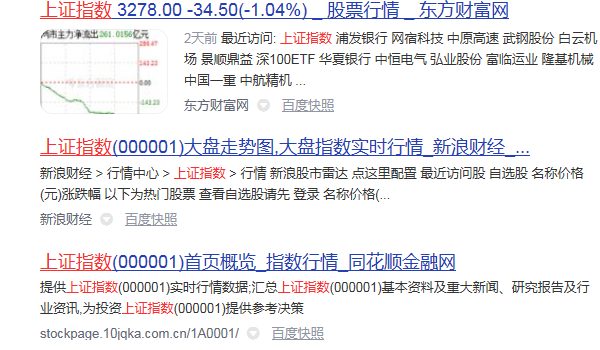 上证指数 3278.00 -34.50(-1.04%) _ 股票行情 _ 东方财富网
市主力净流出261.0156亿元
286.47
143.23
0.00
-143.23
2天前 最近访问: 上证指数 浦发银行 网宿科技 中原高速 武钢股份 白云机
场 景顺鼎益 深100ETF 华夏银行 中恒电气 弘业股份 富临运业 隆基机械
中国一重 中航精机 ...
东方财富网 百度快照
上证指数(000001)大盘走势图,大盘指数实时行情_新浪财经_...
新浪财经 > 行情中心 > 上证指数 > 行情 新浪股市雷达 点这里配置 最近访问股 自选股 名称价格
(元)涨跌幅 以下为热门股票 查看自选股请先 登录 名称价格(...
新浪财经 百度快照
上证指数(000001)首页概览_指数行情_同花顺金融网
提供上证指数(000001)实时行情数据;汇总上证指数(000001)基本资料及重大新闻、研究报告及行
业资讯,为投资上证指数(000001)提供参考决策
stockpage.10jqka.com.cn/1A0001/ 百度快照